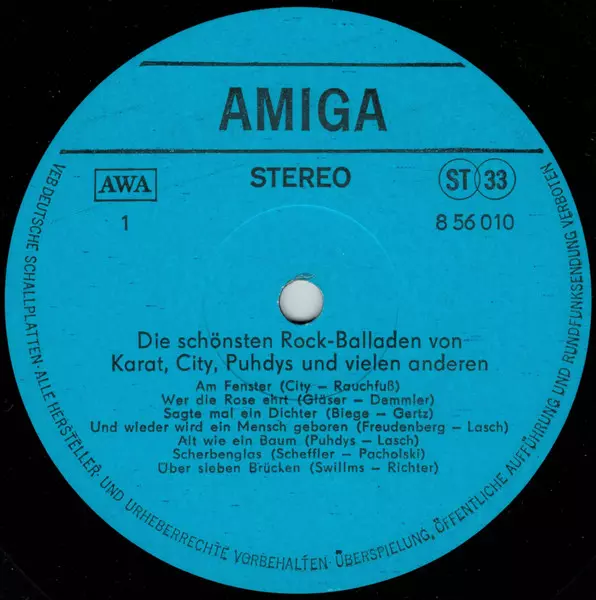 AMIGA
AWA
STEREO
ST 33
1
8 56 010
Die schönsten Rock-Balladen von
Karat, City, Puhdys und vielen anderen
Am Fenster (City – Rauchfuß)
Wer die Rose ehrt (Gläser – Demmler)
Sagte mal ein Dichter (Biege – Gertz)
Und wieder wird ein Mensch geboren (Freudenberg – Lasch)
Alt wie ein Baum (Puhdys – Lasch)
Scherbenglas (Scheffler – Pacholski)
Über sieben Brücken (Swillms – Richter)
VEB DEUTSCHE SCHALLPLATTEN · ALLE HERSTELLER- UND URHEBERRECHTE VORBEHALTEN · ÜBERSPIELUNG, ÖFFENTLICHE AUFFÜHRUNG UND RUNDFUNKSENDUNG VERBOTEN